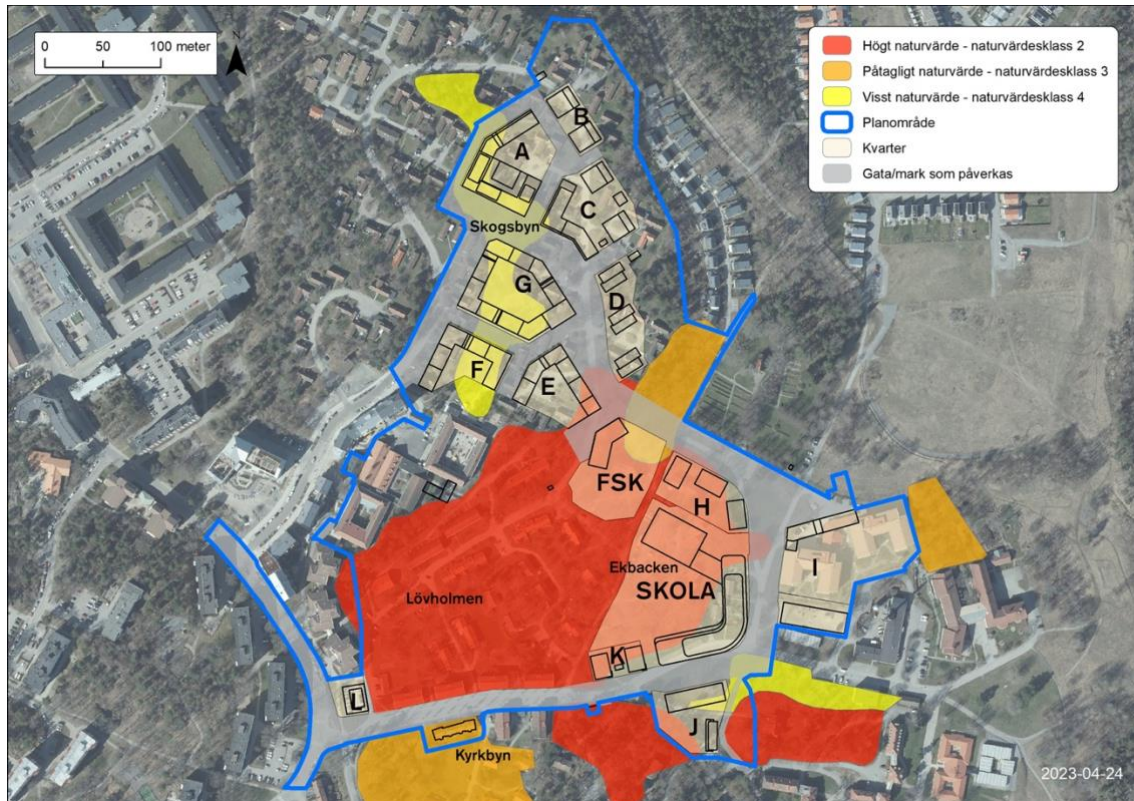 0 50 100 meter
N
Högt naturvärde - naturvärdesklass 2
Påtagligt naturvärde - naturvärdesklass 3
Visst naturvärde - naturvärdesklass 4
Planområde
Kvarter
Gata/mark som påverkas
B
A
C
Skogsbyn
G
D
F
E
FSK
H
Ekbacken
I
SKOLA
Lövholmen
K
L
J
Kyrkbyn
2023-04-24